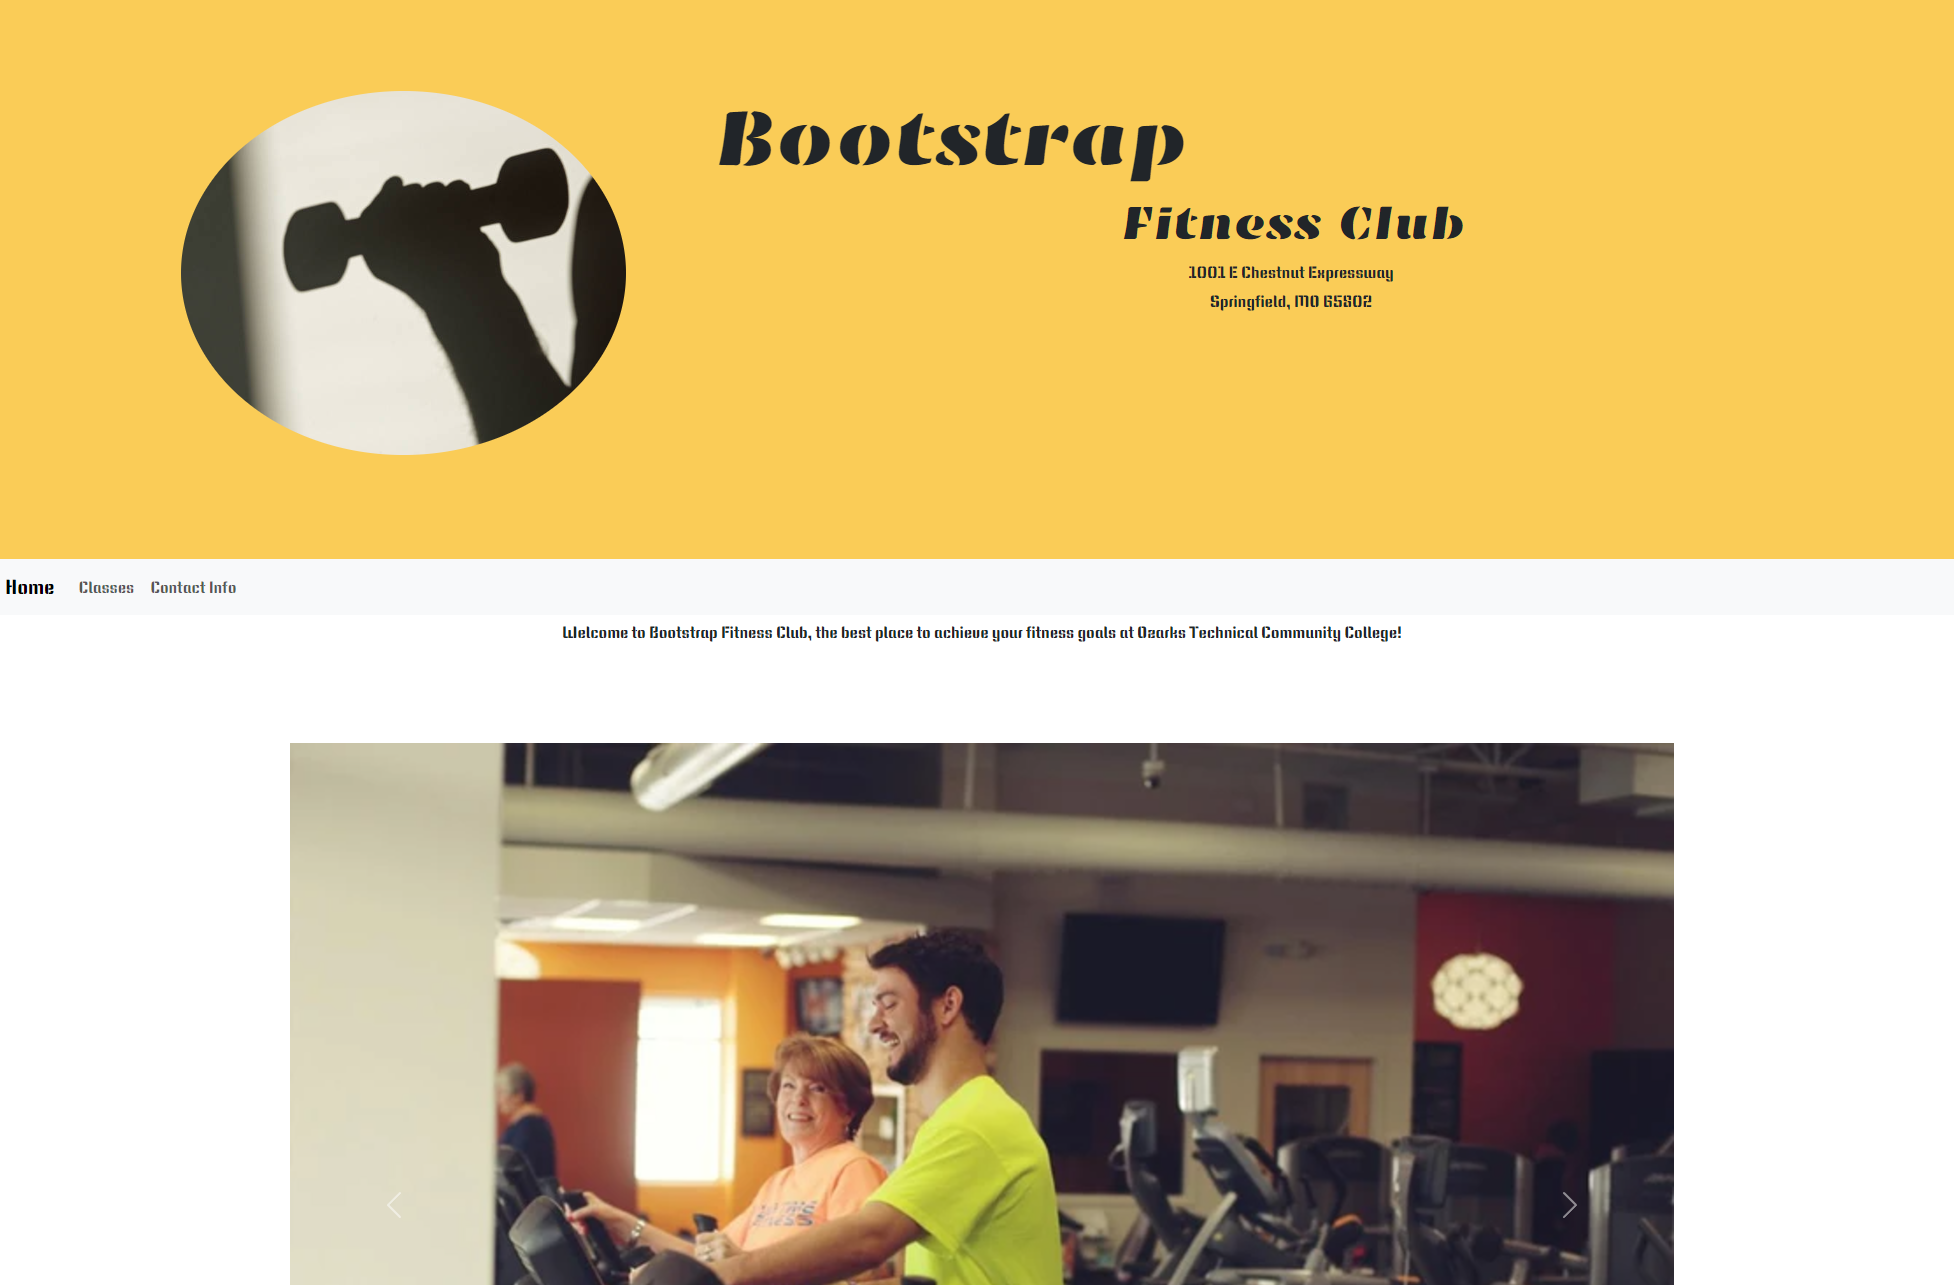 Bootstrap
Fitness Club
1001 E Chestnut Expressway
Springfield, MO 65802
Home Classes Contact Info
Welcome to Bootstrap Fitness Club, the best place to achieve your fitness goals at Ozarks Technical Community College!